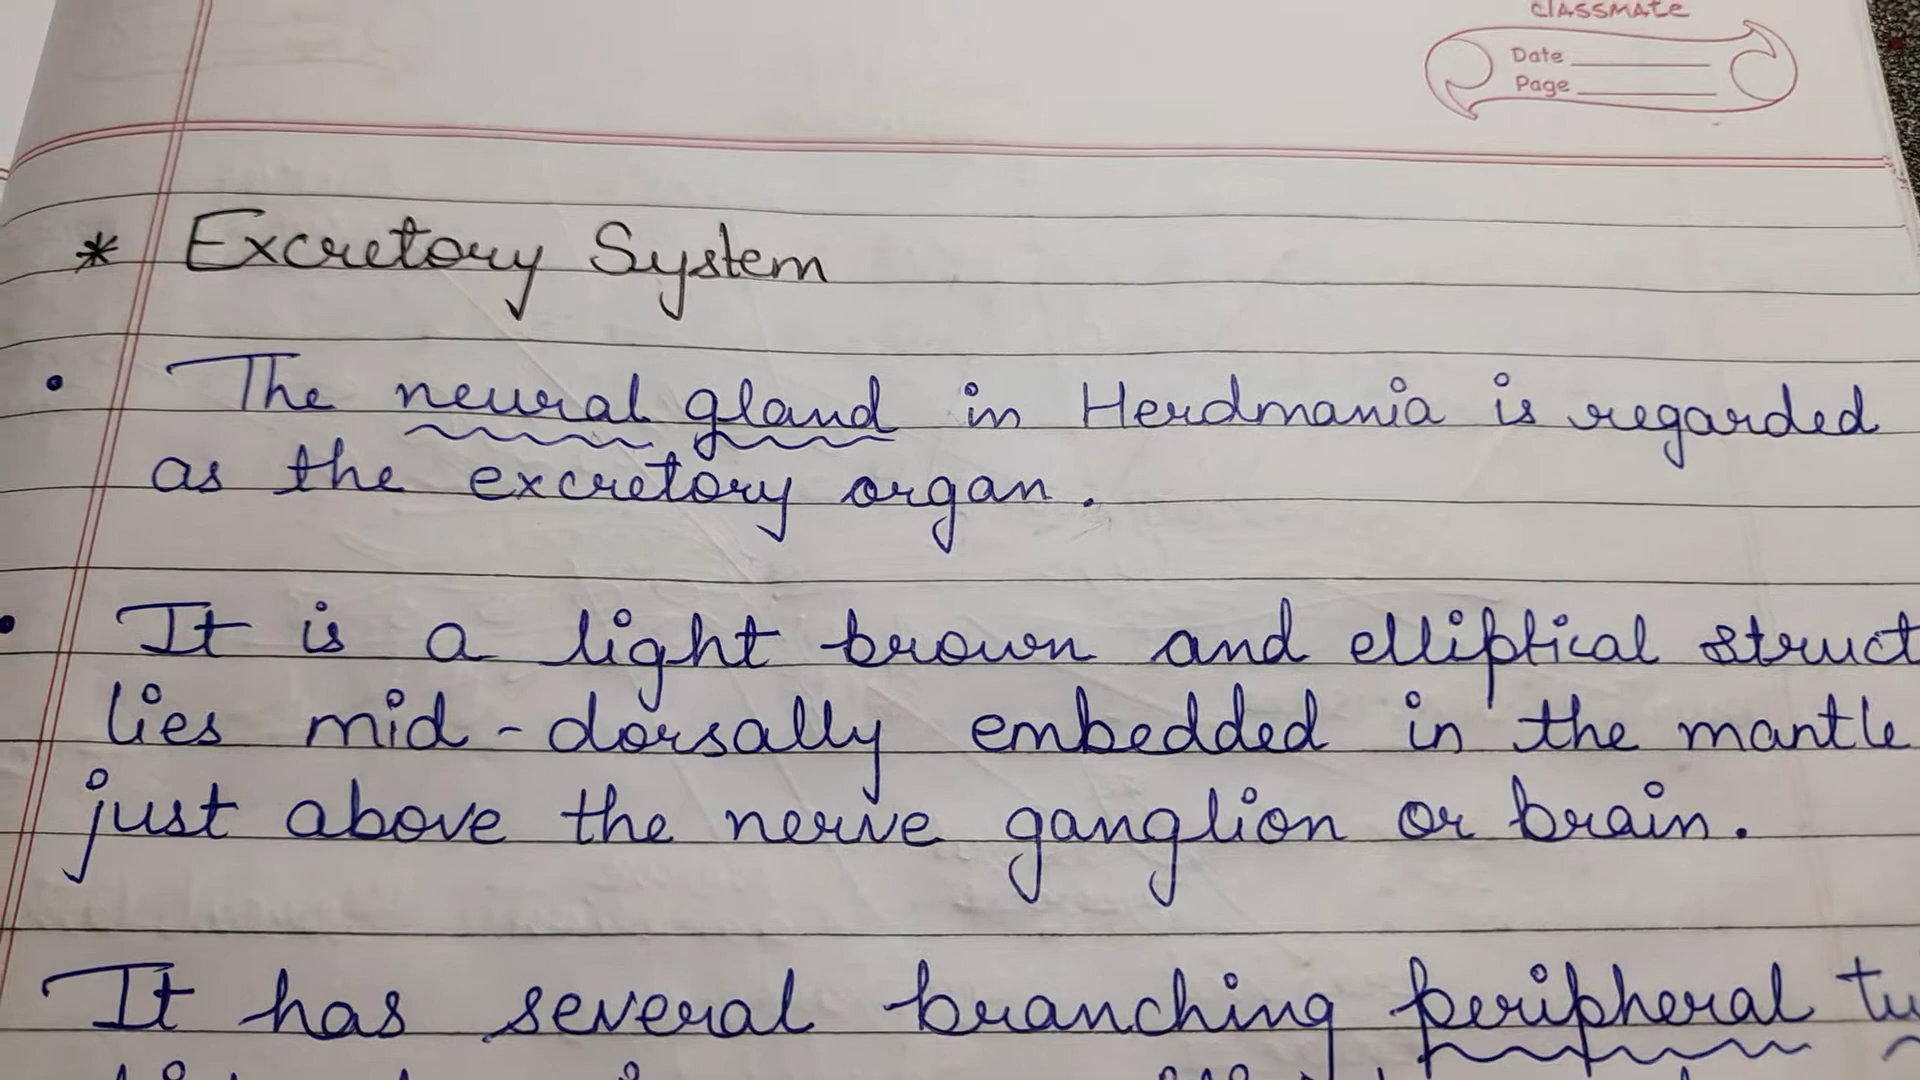 classmate
Date
Page
* Excretory System
• The neural gland in Herdmania is regarded
as the excretory organ.
• It is a light brown and elliptical struct
lies mid-dorsally embedded in the mantle
just above the nerve ganglion or brain.
It has several branching peripheral tu